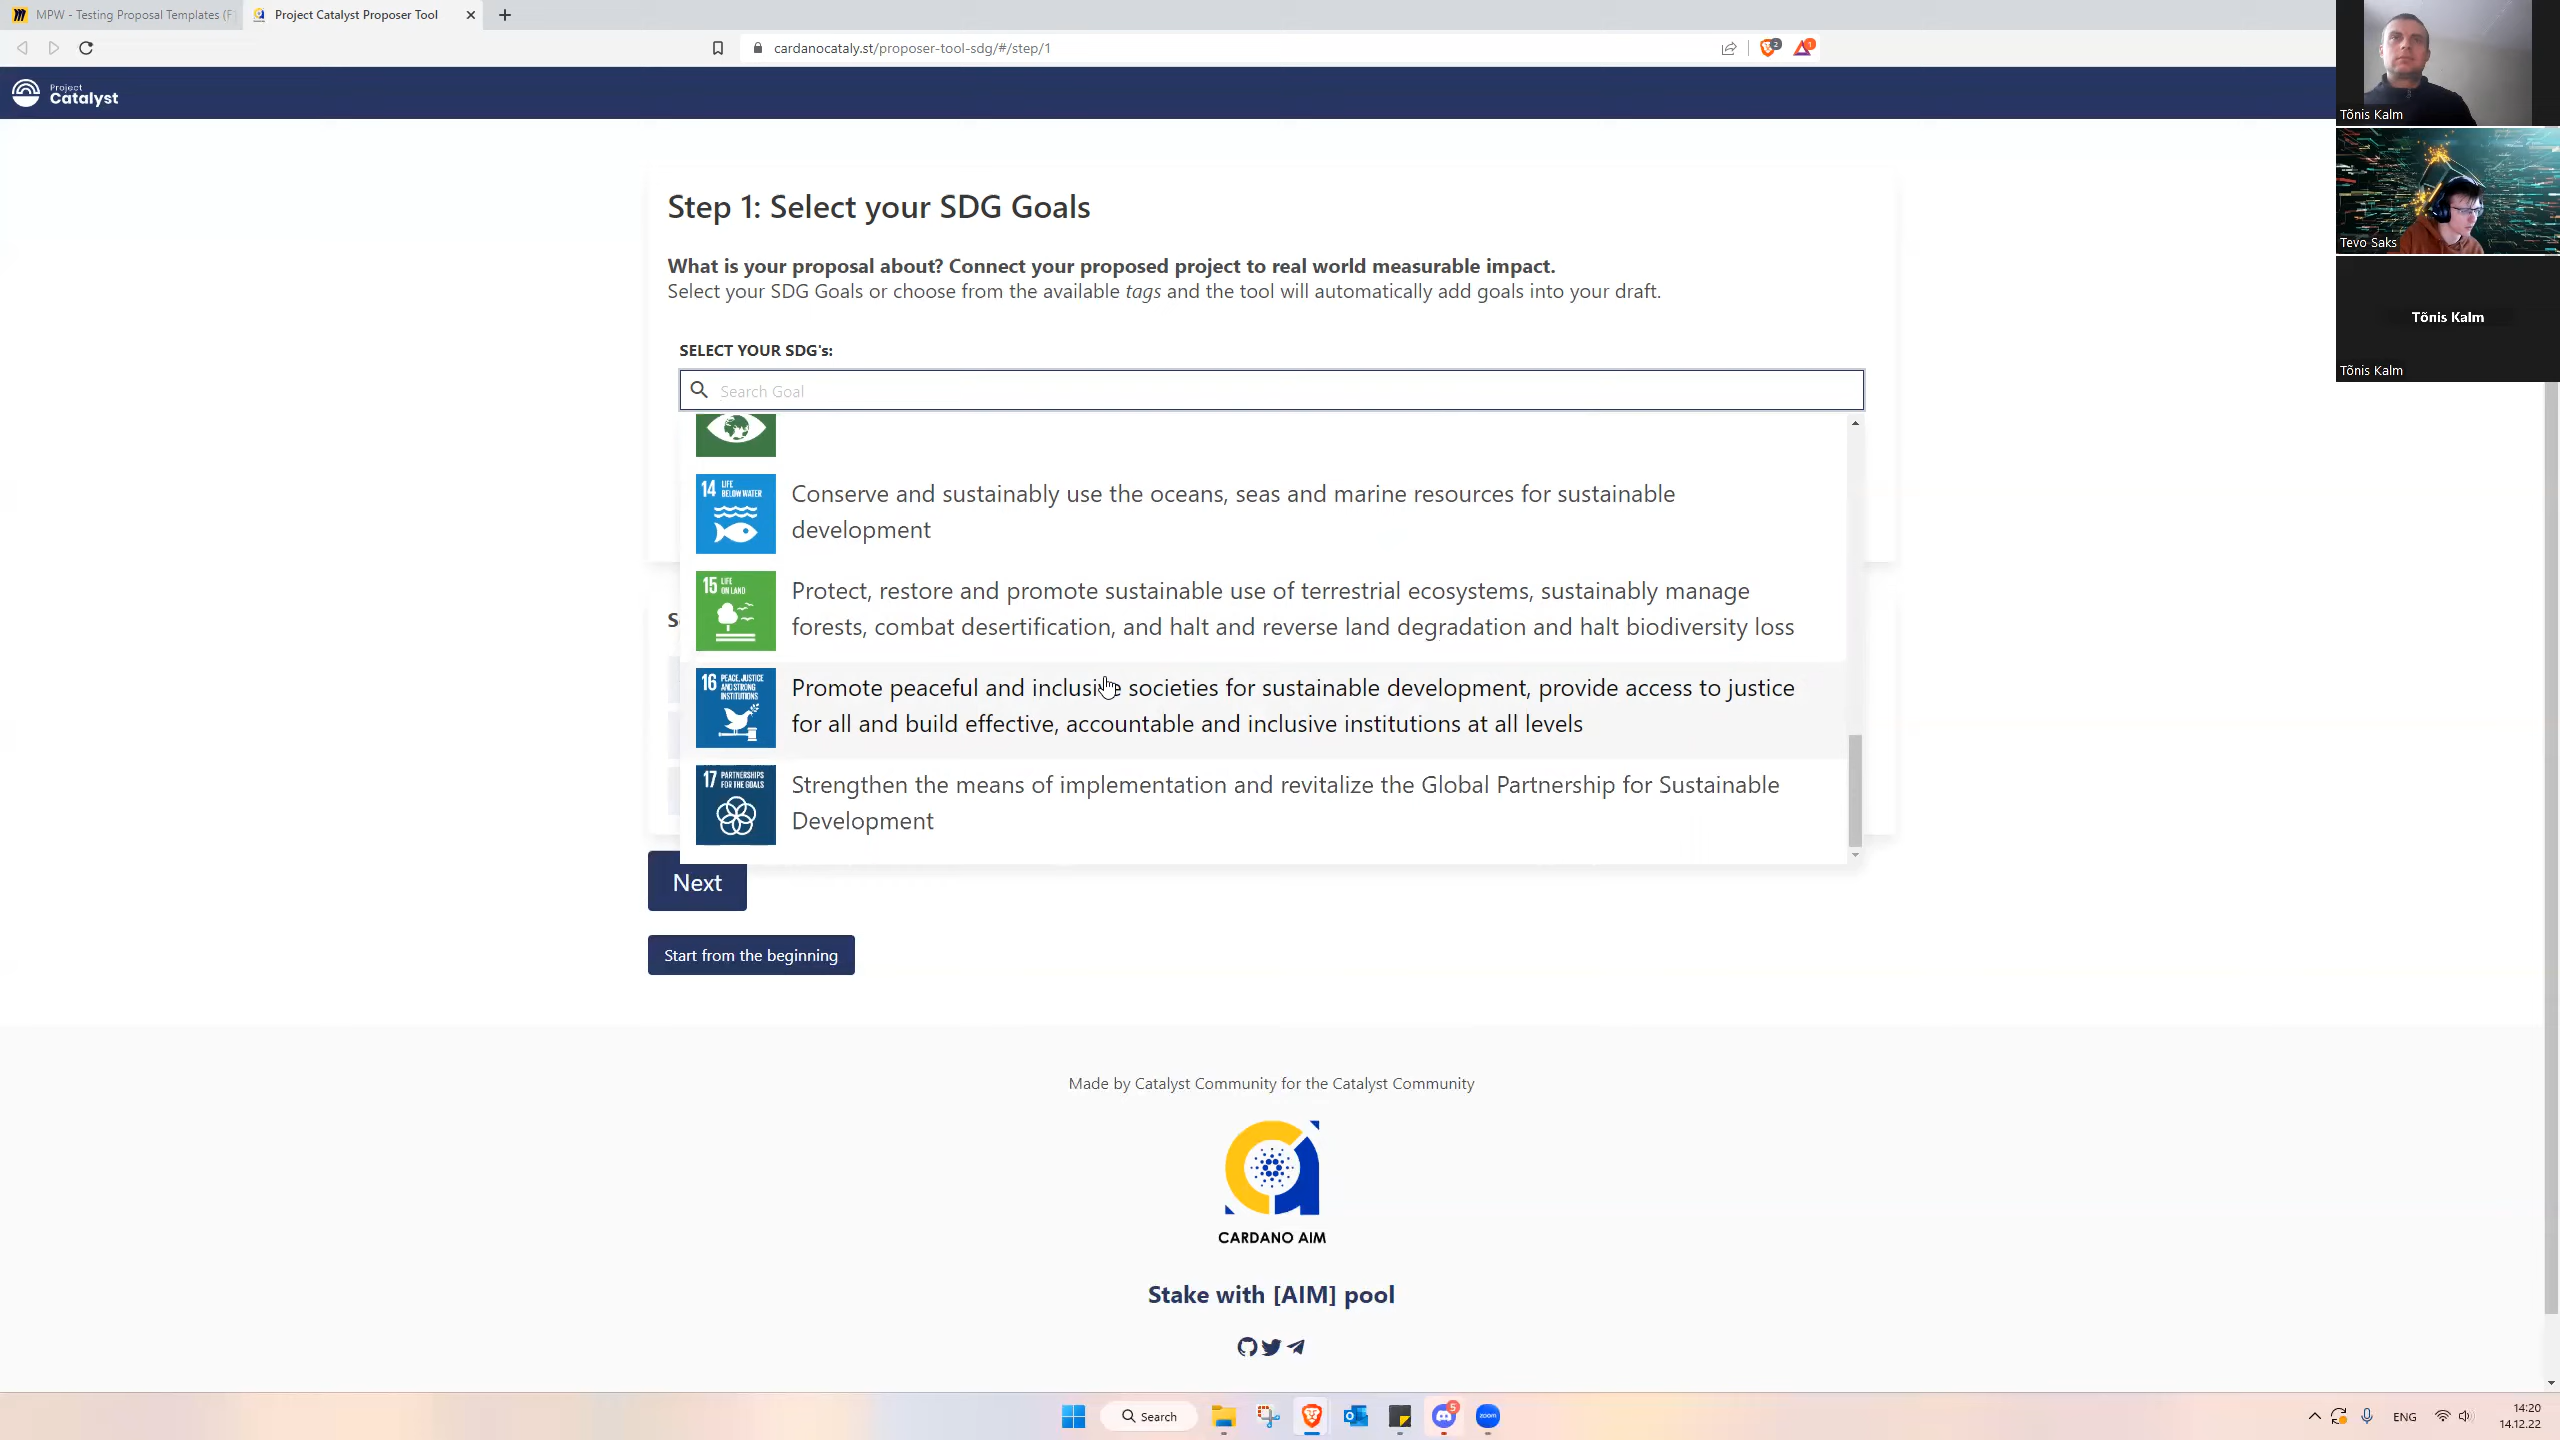 MPW - Testing Proposal Templates (F
Project Catalyst Proposer Tool
cardanocataly.st/proposer-tool-sdg/#/step/1
2
1
Project
Catalyst
Tõnis Kalm
Tevo Saks
Tõnis Kalm
Tõnis Kalm
Step 1: Select your SDG Goals
What is your proposal about? Connect your proposed project to real world measurable impact.
Select your SDG Goals or choose from the available tags and the tool will automatically add goals into your draft.
SELECT YOUR SDG's:
Search Goal
14 LIFE
BELOW WATER
Conserve and sustainably use the oceans, seas and marine resources for sustainable
development
15 LIFE
ON LAND
Protect, restore and promote sustainable use of terrestrial ecosystems, sustainably manage
forests, combat desertification, and halt and reverse land degradation and halt biodiversity loss
S
16 PEACE, JUSTICE
AND STRONG
INSTITUTIONS
Promote peaceful and inclusive societies for sustainable development, provide access to justice
for all and build effective, accountable and inclusive institutions at all levels
17 PARTNERSHIPS
FOR THE GOALS
Strengthen the means of implementation and revitalize the Global Partnership for Sustainable
Development
Next
Start from the beginning
Made by Catalyst Community for the Catalyst Community
CARDANO AIM
Stake with [AIM] pool
Search
5
zoom
ENG
14:20
14.12.22